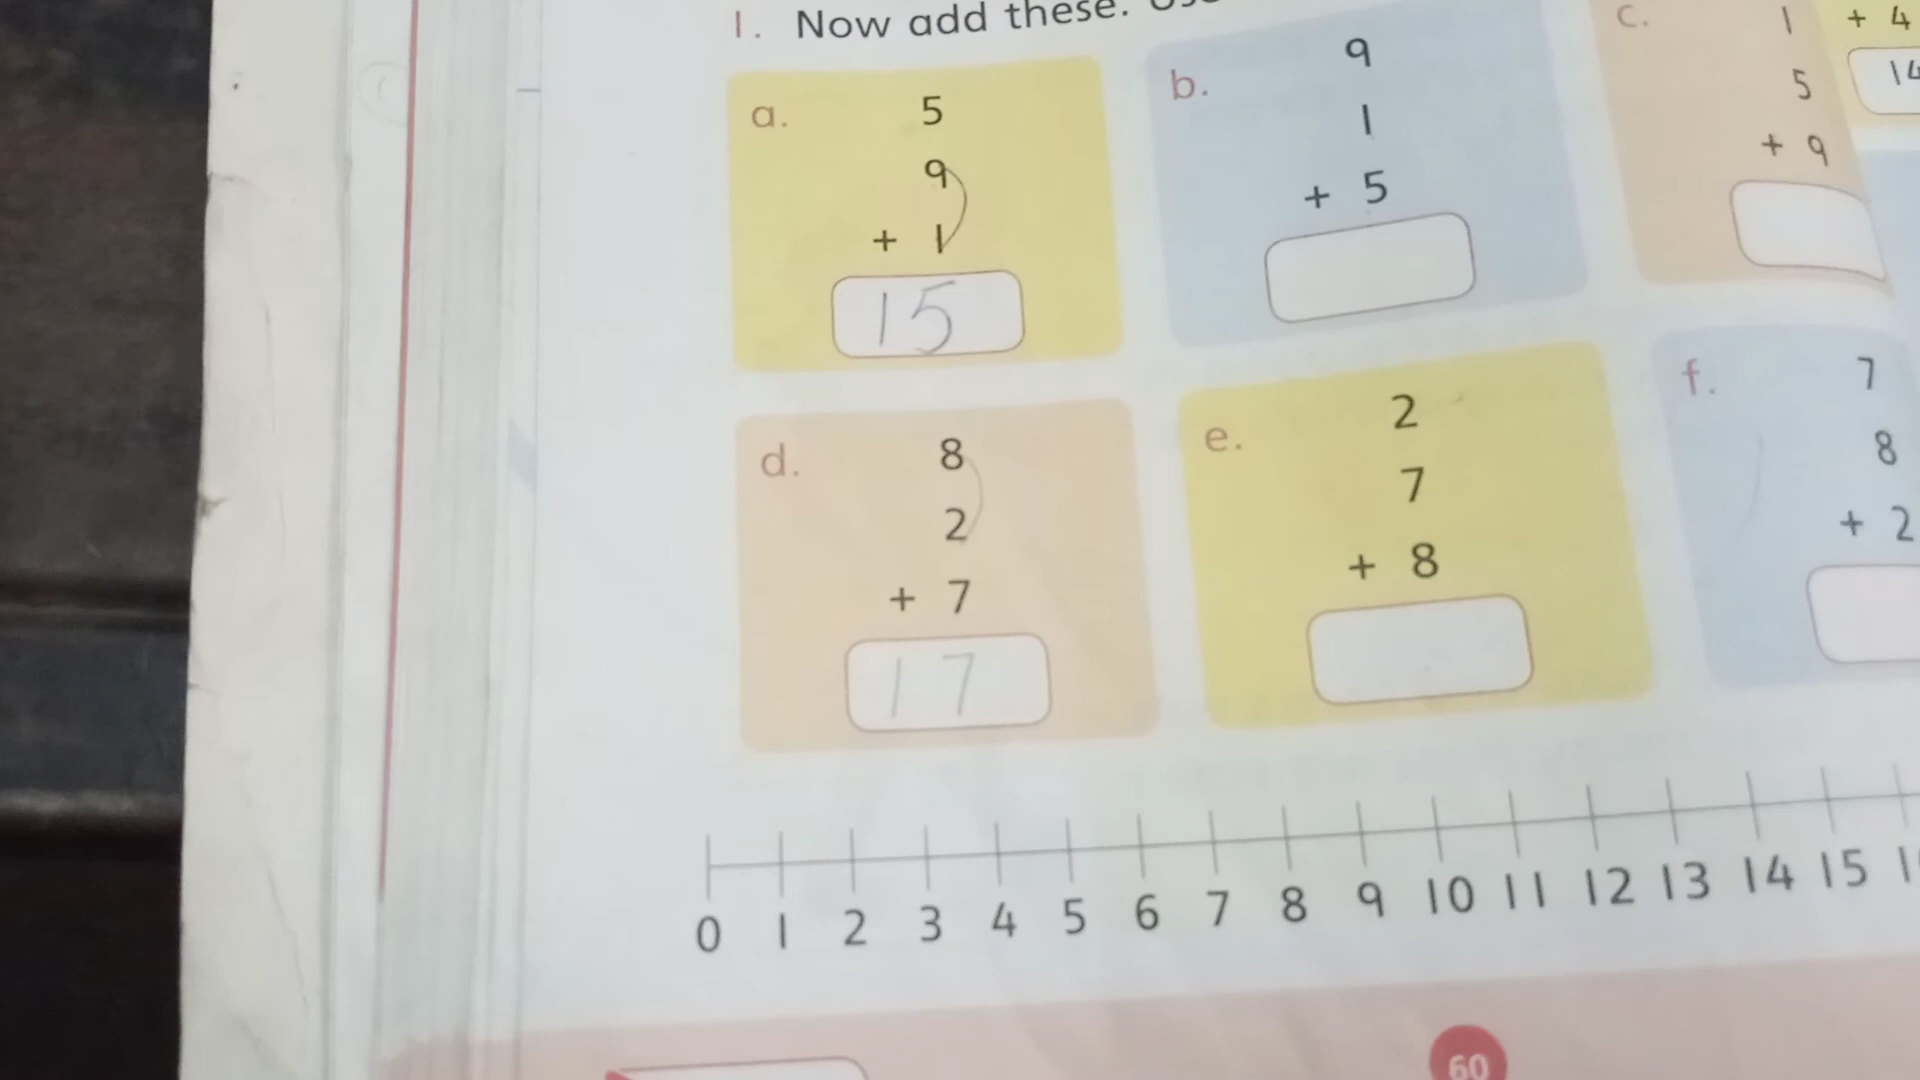 1. Now add these.
a. 5
9
+ 1
15
b. 9
1
+ 5
c. 1
5
+ 9
+ 4
14
d. 8
2
+ 7
17
e. 2
7
+ 8
f. 7
8
+ 2
0 1 2 3 4 5 6 7 8 9 10 11 12 13 14 15
60